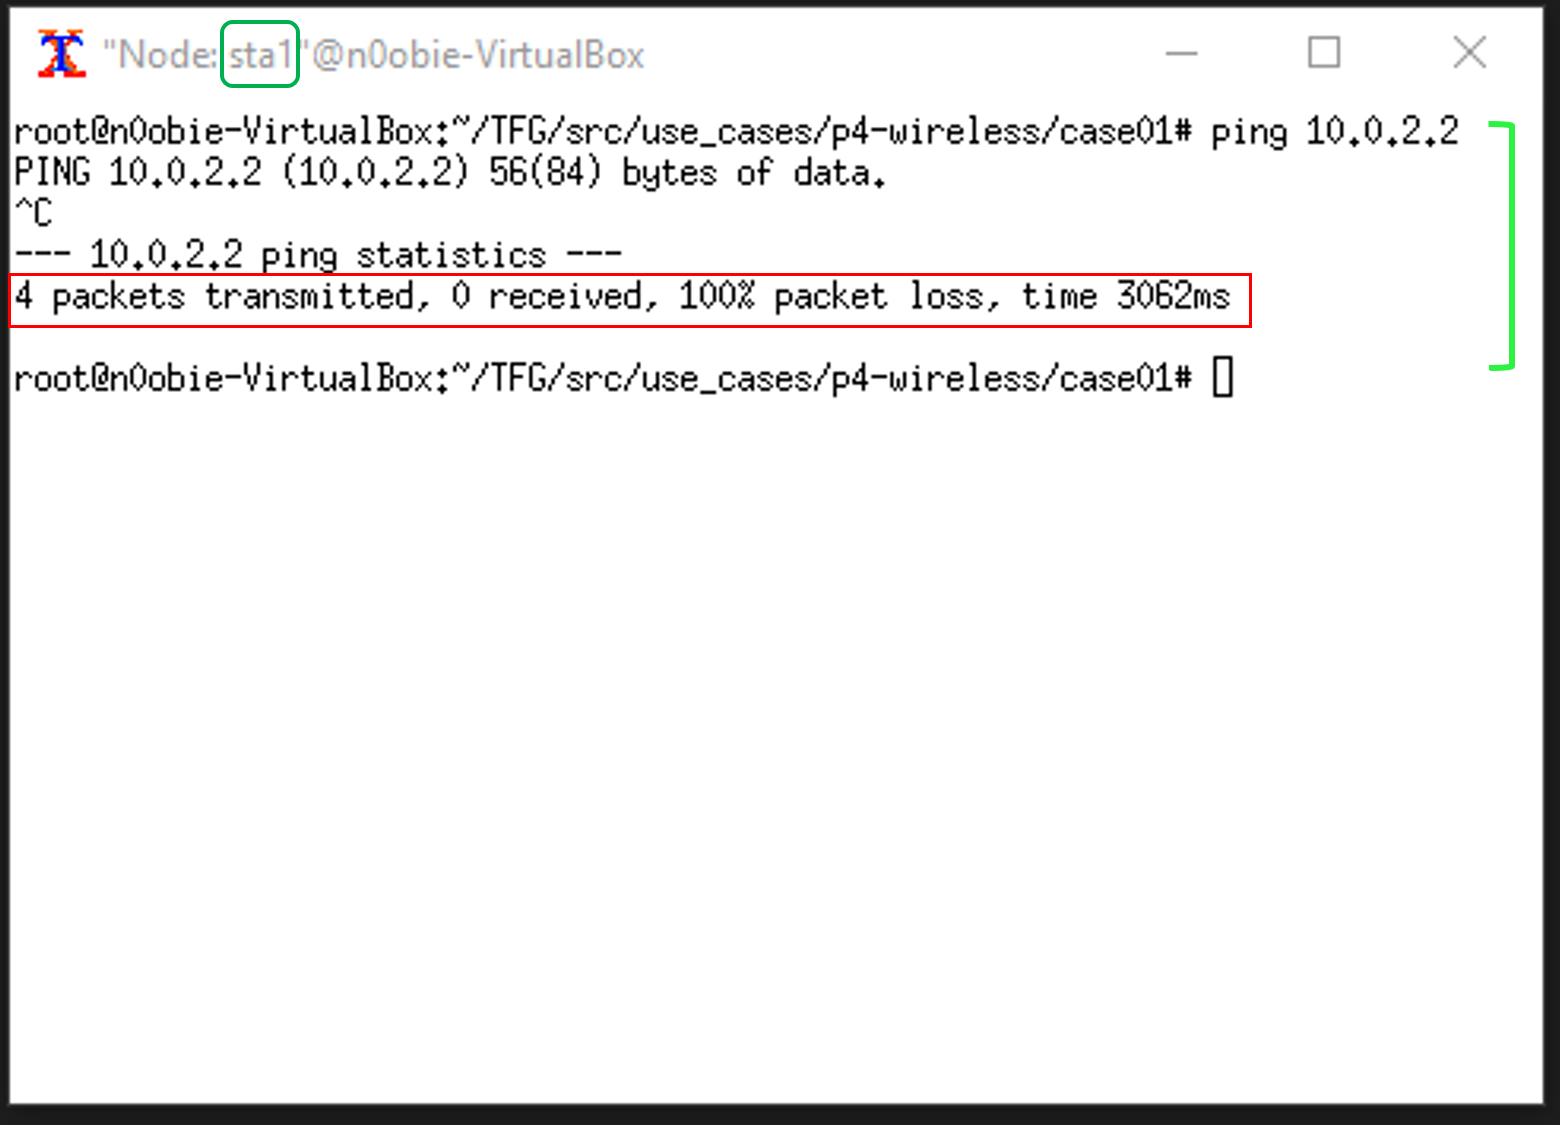 "Node: sta1"@n0obie-VirtualBox
root@n0obie-VirtualBox:~/TFG/src/use_cases/p4-wireless/case01# ping 10.0.2.2
PING 10.0.2.2 (10.0.2.2) 56(84) bytes of data.
^C
--- 10.0.2.2 ping statistics ---
4 packets transmitted, 0 received, 100% packet loss, time 3062ms
root@n0obie-VirtualBox:~/TFG/src/use_cases/p4-wireless/case01#